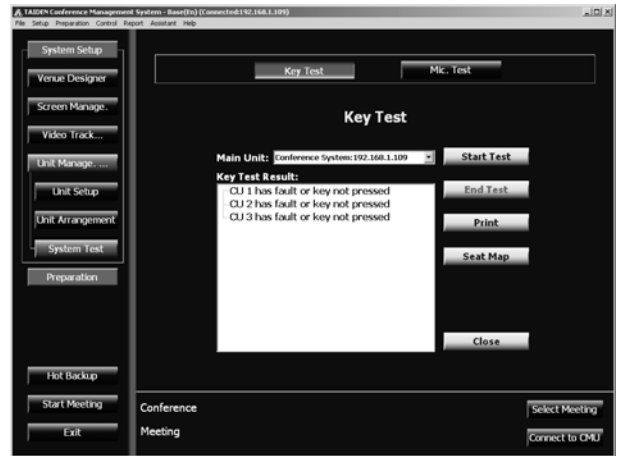 TAIDEN Conference Management System - Base(En) (Connected:192.168.1.109)
File Setup Preparation Control Report Assistant Help
System Setup
Venue Designer
Screen Manage.
Video Track...
Unit Manage. ...
Unit Setup
Unit Arrangement
System Test
Preparation
Hot Backup
Start Meeting
Exit
Key Test
Mic. Test
Key Test
Main Unit: Conference System:192.168.1.109
Start Test
Key Test Result:
CU 1 has fault or key not pressed
CU 2 has fault or key not pressed
CU 3 has fault or key not pressed
End Test
Print
Seat Map
Close
Conference
Meeting
Select Meeting
Connect to CMU